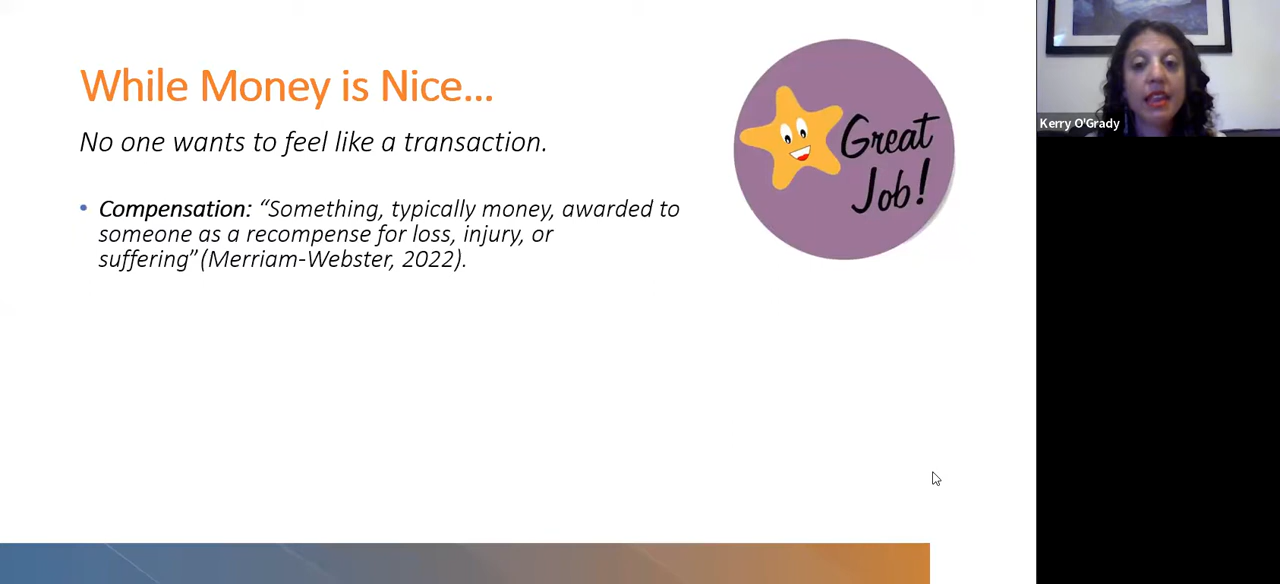 While Money is Nice...
No one wants to feel like a transaction.
• Compensation: “Something, typically money, awarded to
someone as a recompense for loss, injury, or
suffering”(Merriam-Webster, 2022).
Great
Job!
Kerry O'Grady